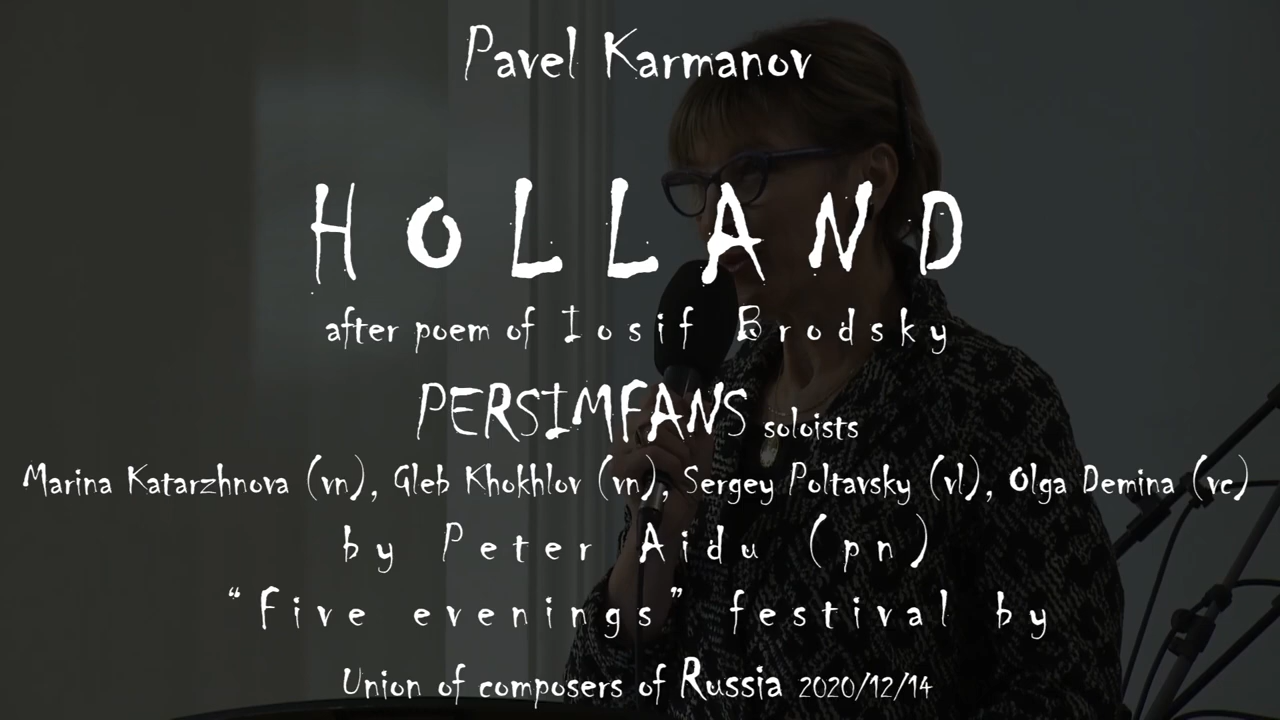 Pavel Karmanov
HOLLAND
after poem of Iosif Brodsky
PERSIMFANS soloists
Marina Katarzhnova (vn), Gleb Khokhlov (vn), Sergey Poltavsky (vl), Olga Demina (vc)
by Peter Aidu (pn)
“Five evenings” festival by
Union of composers of Russia 2020/12/14